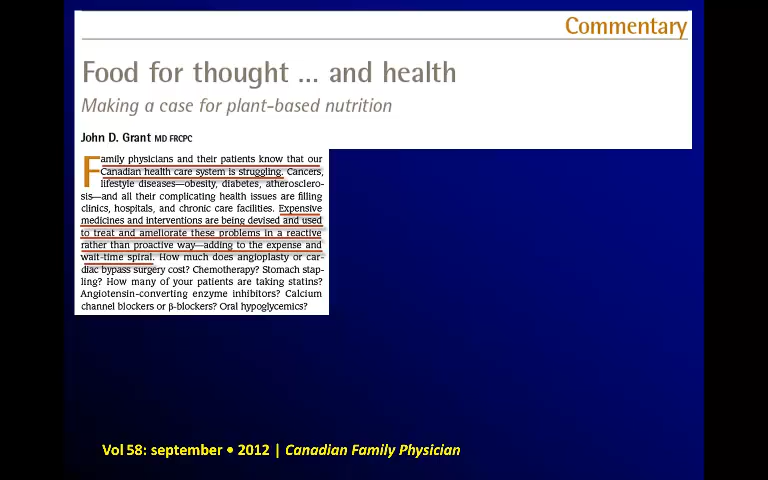 Commentary
Food for thought ... and health
Making a case for plant-based nutrition
John D. Grant MD FRCPC
Family physicians and their patients know that our
Canadian health care system is struggling. Cancers,
lifestyle diseases—obesity, diabetes, atherosclero-
sis—and all their complicating health issues are filling
clinics, hospitals, and chronic care facilities. Expensive
medicines and interventions are being devised and used
to treat and ameliorate these problems in a reactive
rather than proactive way—adding to the expense and
wait-time spiral. How much does angioplasty or car-
diac bypass surgery cost? Chemotherapy? Stomach stap-
ling? How many of your patients are taking statins?
Angiotensin-converting enzyme inhibitors? Calcium
channel blockers or β-blockers? Oral hypoglycemics?
Vol 58: september • 2012 | Canadian Family Physician